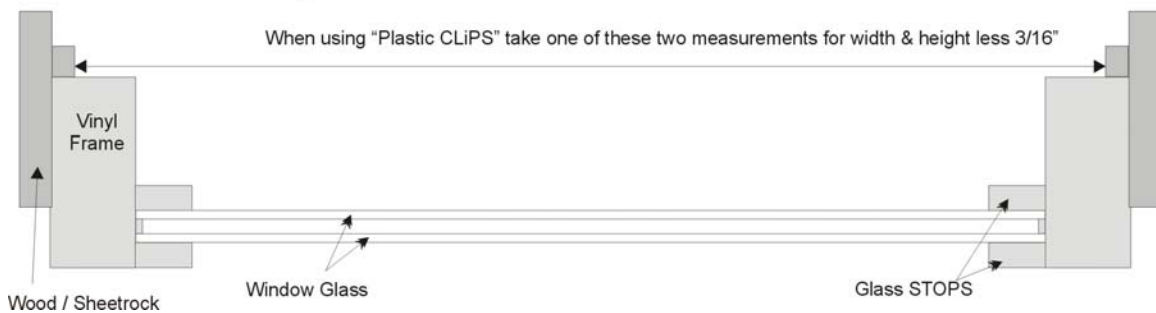 When using “Plastic CLiPS” take one of these two measurements for width & height less 3/16”
Vinyl
Frame
Window Glass
Glass STOPS
Wood / Sheetrock